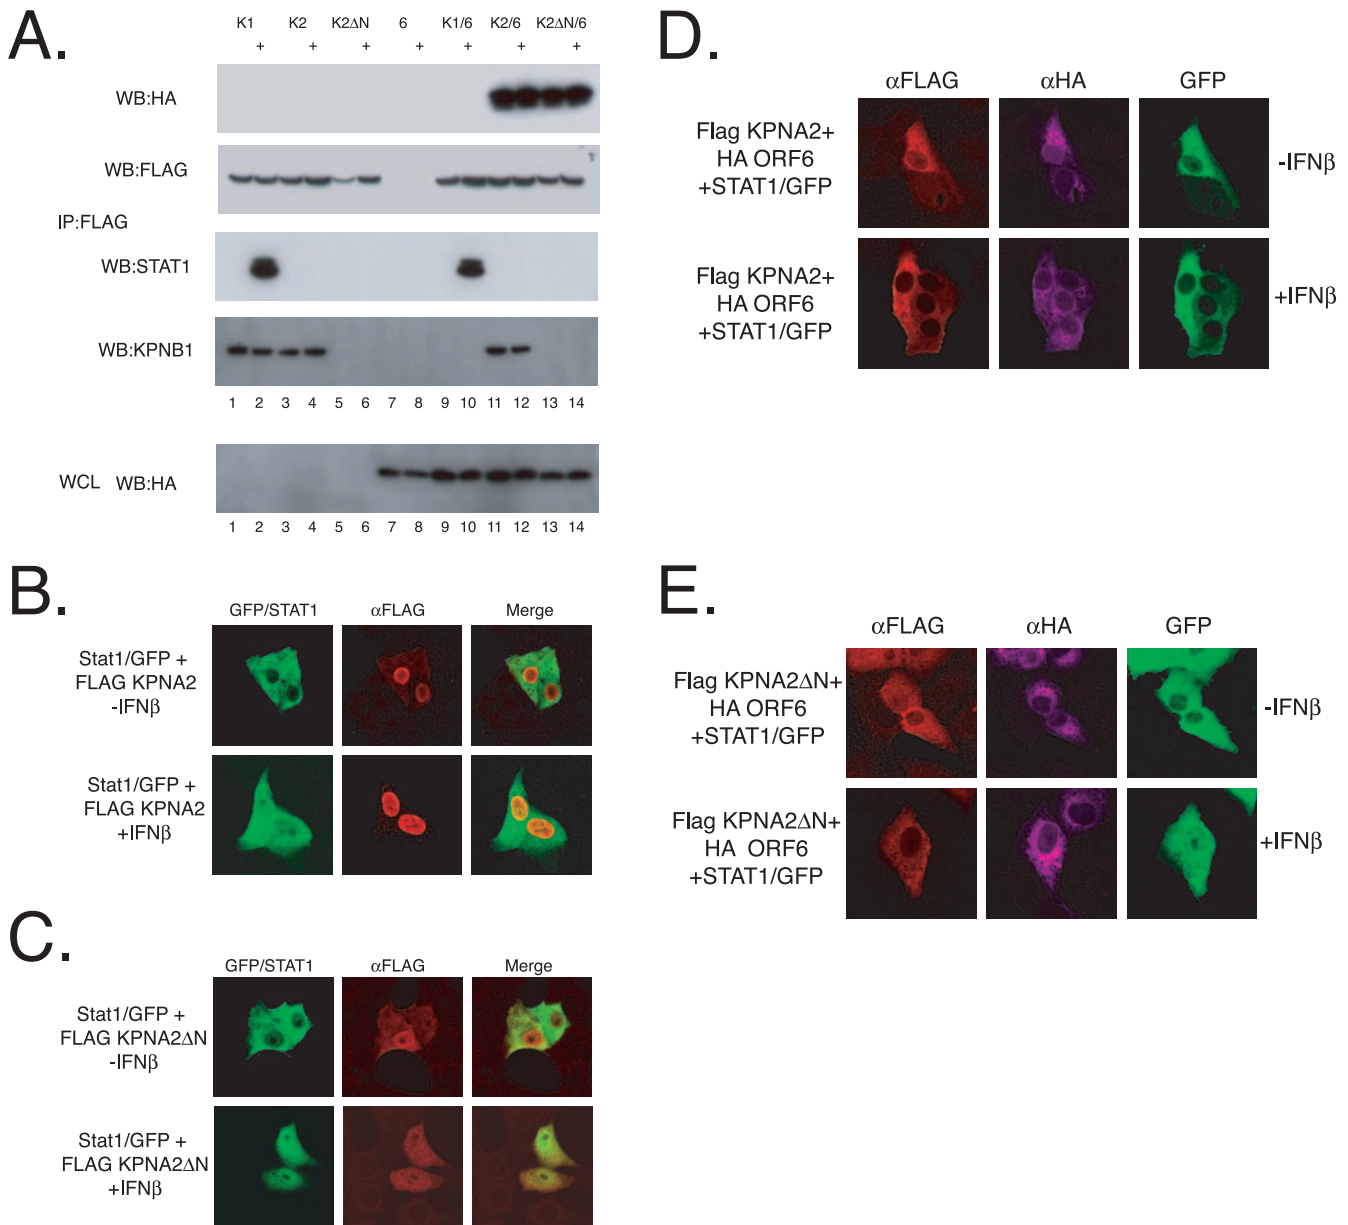 A.
K1 K2 K2ΔN 6 K1/6 K2/6 K2ΔN/6
+ + + + + + +
WB:HA
WB:FLAG
IP:FLAG
WB:STAT1
WB:KPNB1
1 2 3 4 5 6 7 8 9 10 11 12 13 14
WCL WB:HA
1 2 3 4 5 6 7 8 9 10 11 12 13 14
B.
GFP/STAT1 αFLAG Merge
Stat1/GFP +
FLAG KPNA2
-IFNβ
Stat1/GFP +
FLAG KPNA2
+IFNβ
C.
GFP/STAT1 αFLAG Merge
Stat1/GFP +
FLAG KPNA2ΔN
-IFNβ
Stat1/GFP +
FLAG KPNA2ΔN
+IFNβ
D.
αFLAG αHA GFP
Flag KPNA2+
HA ORF6
+STAT1/GFP
-IFNβ
Flag KPNA2+
HA ORF6
+STAT1/GFP
+IFNβ
E.
αFLAG αHA GFP
Flag KPNA2ΔN+
HA ORF6
+STAT1/GFP
-IFNβ
Flag KPNA2ΔN+
HA ORF6
+STAT1/GFP
+IFNβ